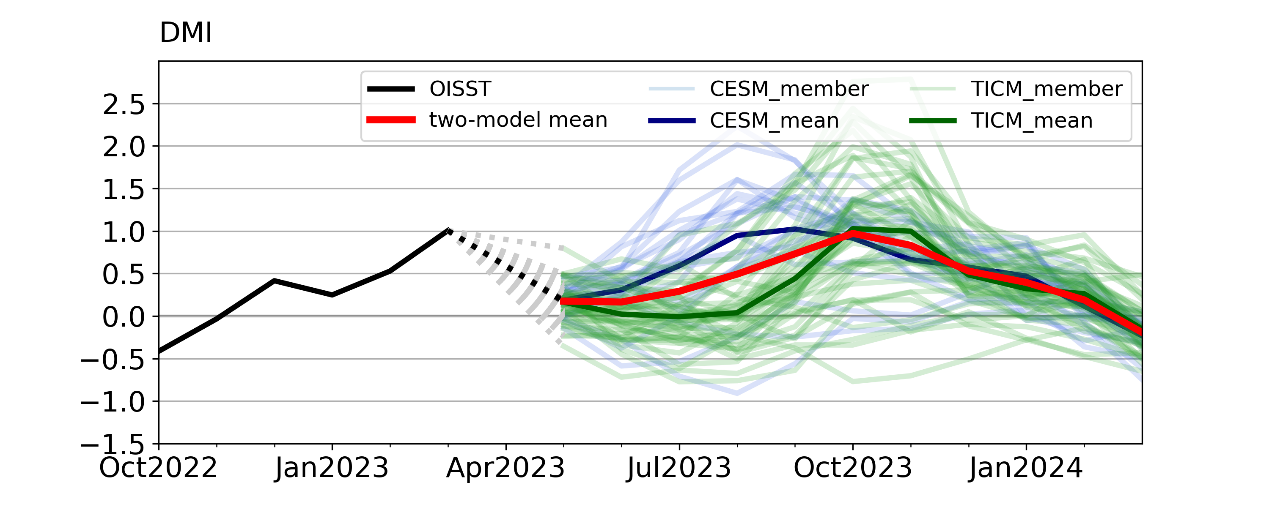 DMI
OISST CESM_member TICM_member
two-model mean CESM_mean TICM_mean
2.5
2.0
1.5
1.0
0.5
0.0
−0.5
−1.0
−1.5
Oct2022 Jan2023 Apr2023 Jul2023 Oct2023 Jan2024